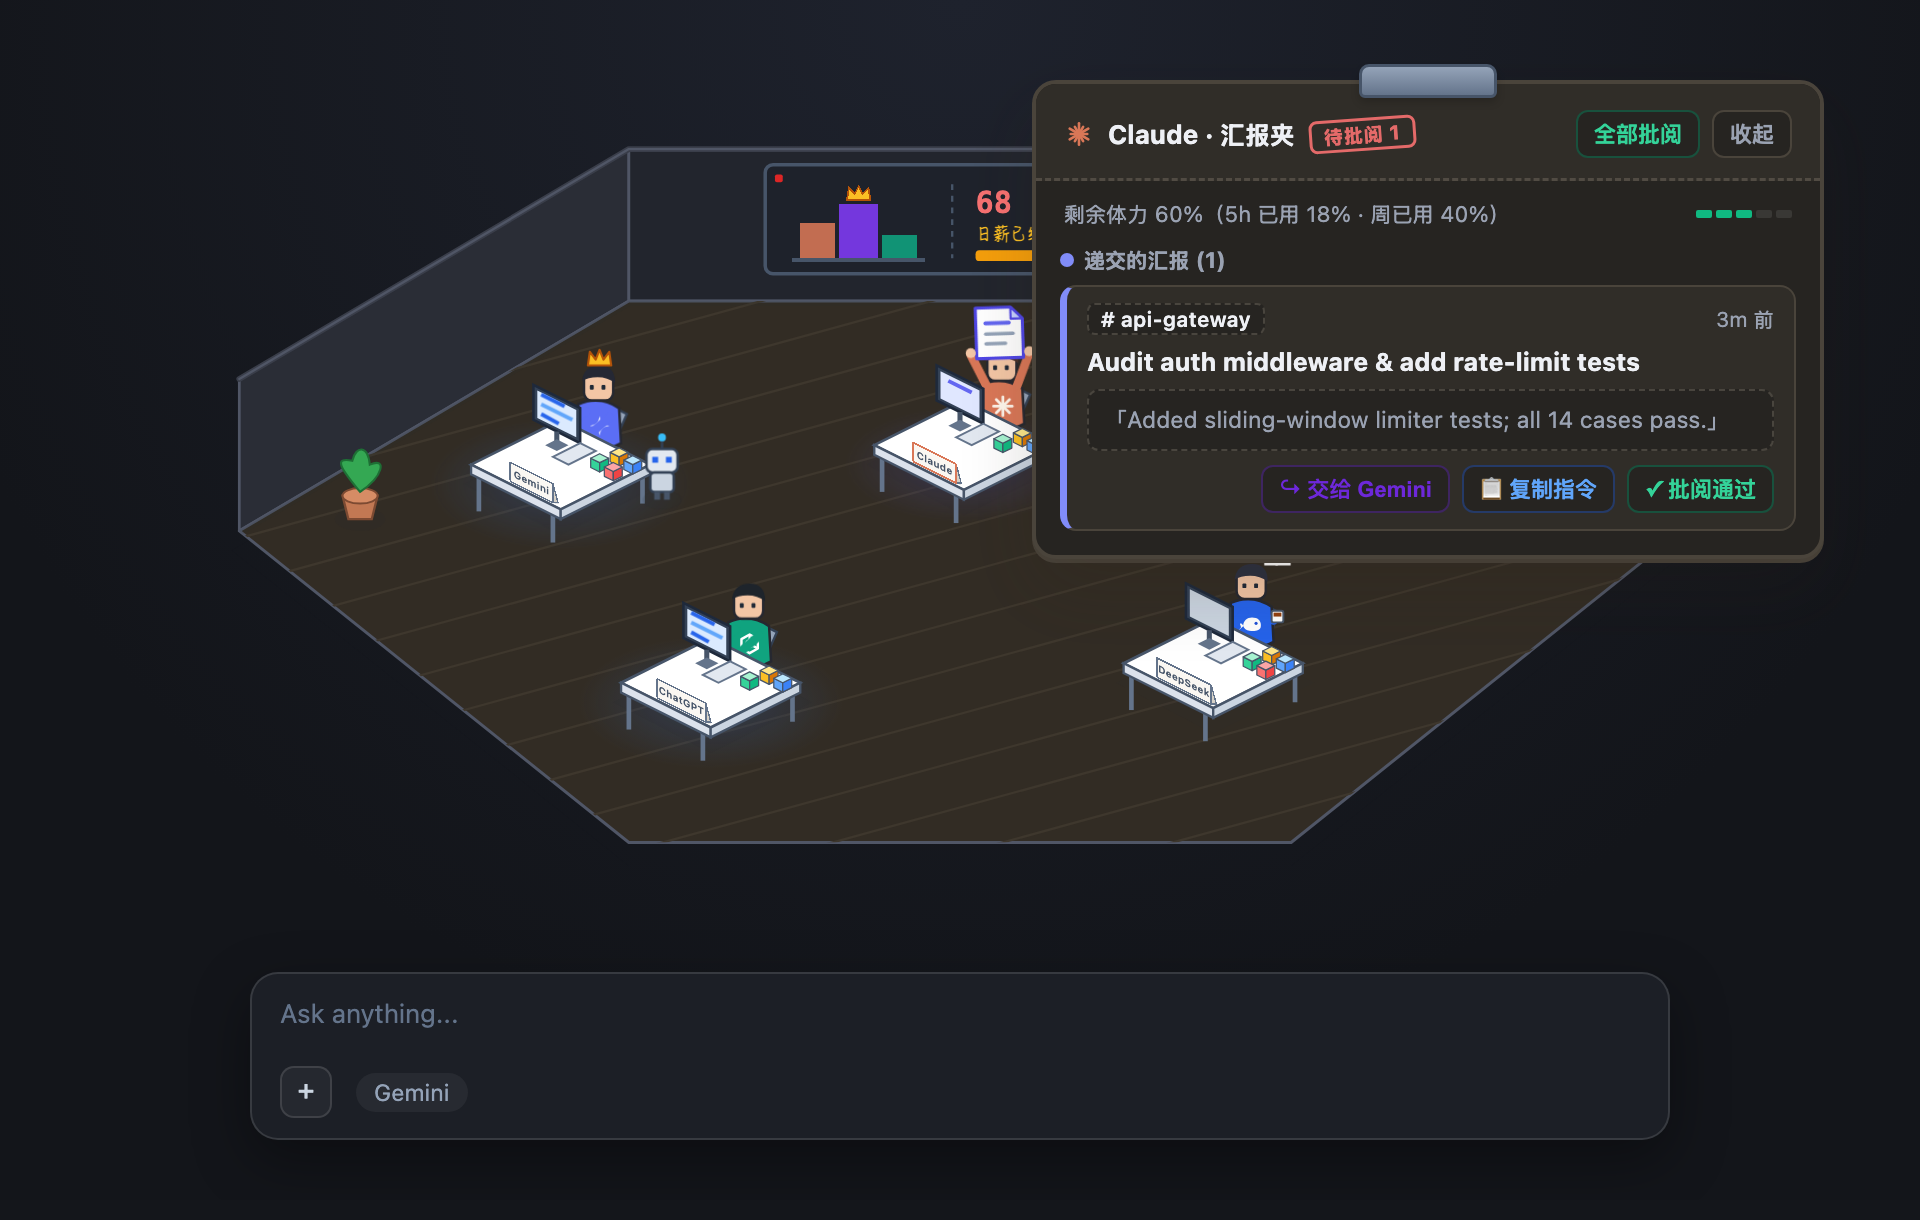 Claude · 汇报夹
待批阅 1
全部批阅
收起
剩余体力 60%（5h 已用 18% · 周已用 40%）
递交的汇报 (1)
# api-gateway
3m 前
Audit auth middleware & add rate-limit tests
「Added sliding-window limiter tests; all 14 cases pass.」
↪ 交给 Gemini
📋 复制指令
✓ 批阅通过
68
日薪已
Gemini
Claude
ChatGPT
DeepSeek
Ask anything...
+
Gemini